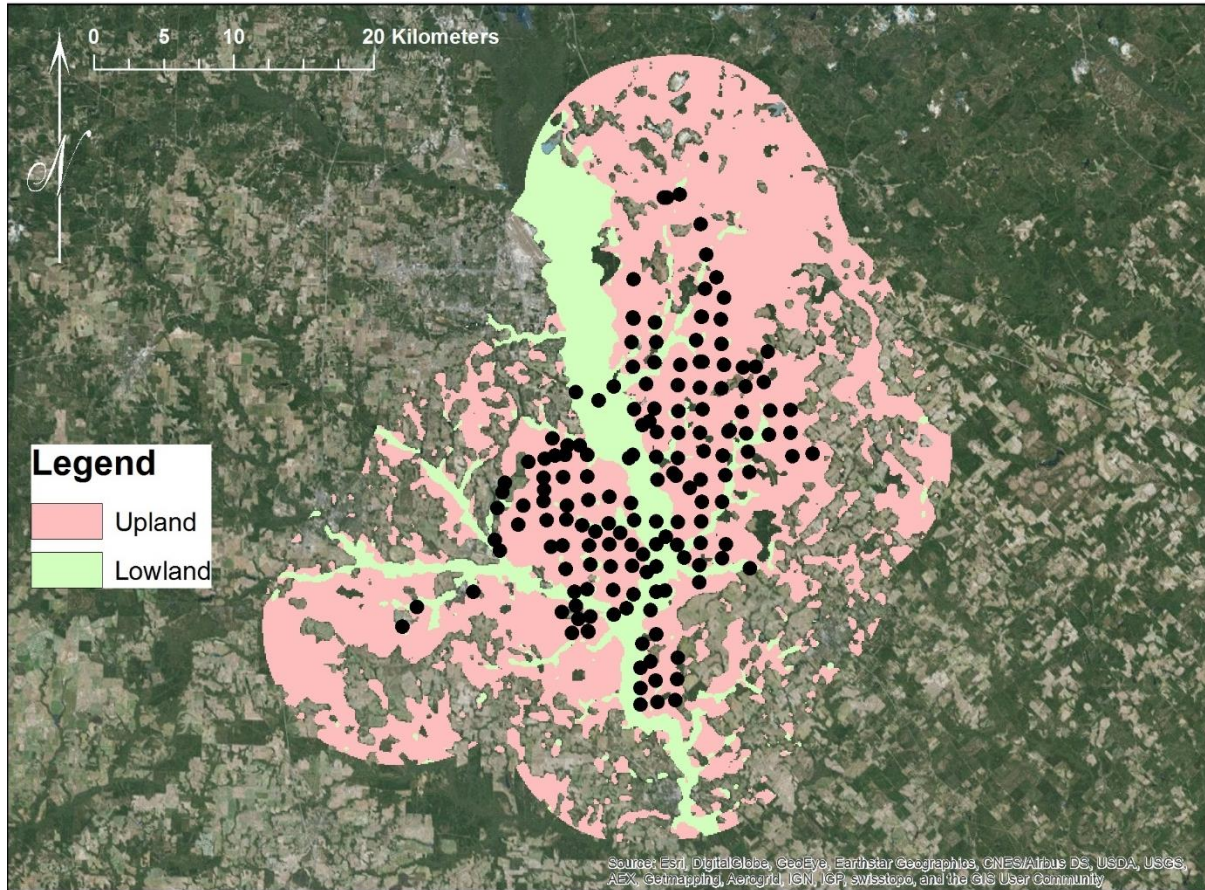 0 5 10 20 Kilometers
N
Legend
Upland
Lowland
Source: Esri, DigitalGlobe, GeoEye, Earthstar Geographics, CNES/Airbus DS, USDA, USGS,
AEX, Getmapping, Aerogrid, IGN, IGP, swisstopo, and the GIS User Community